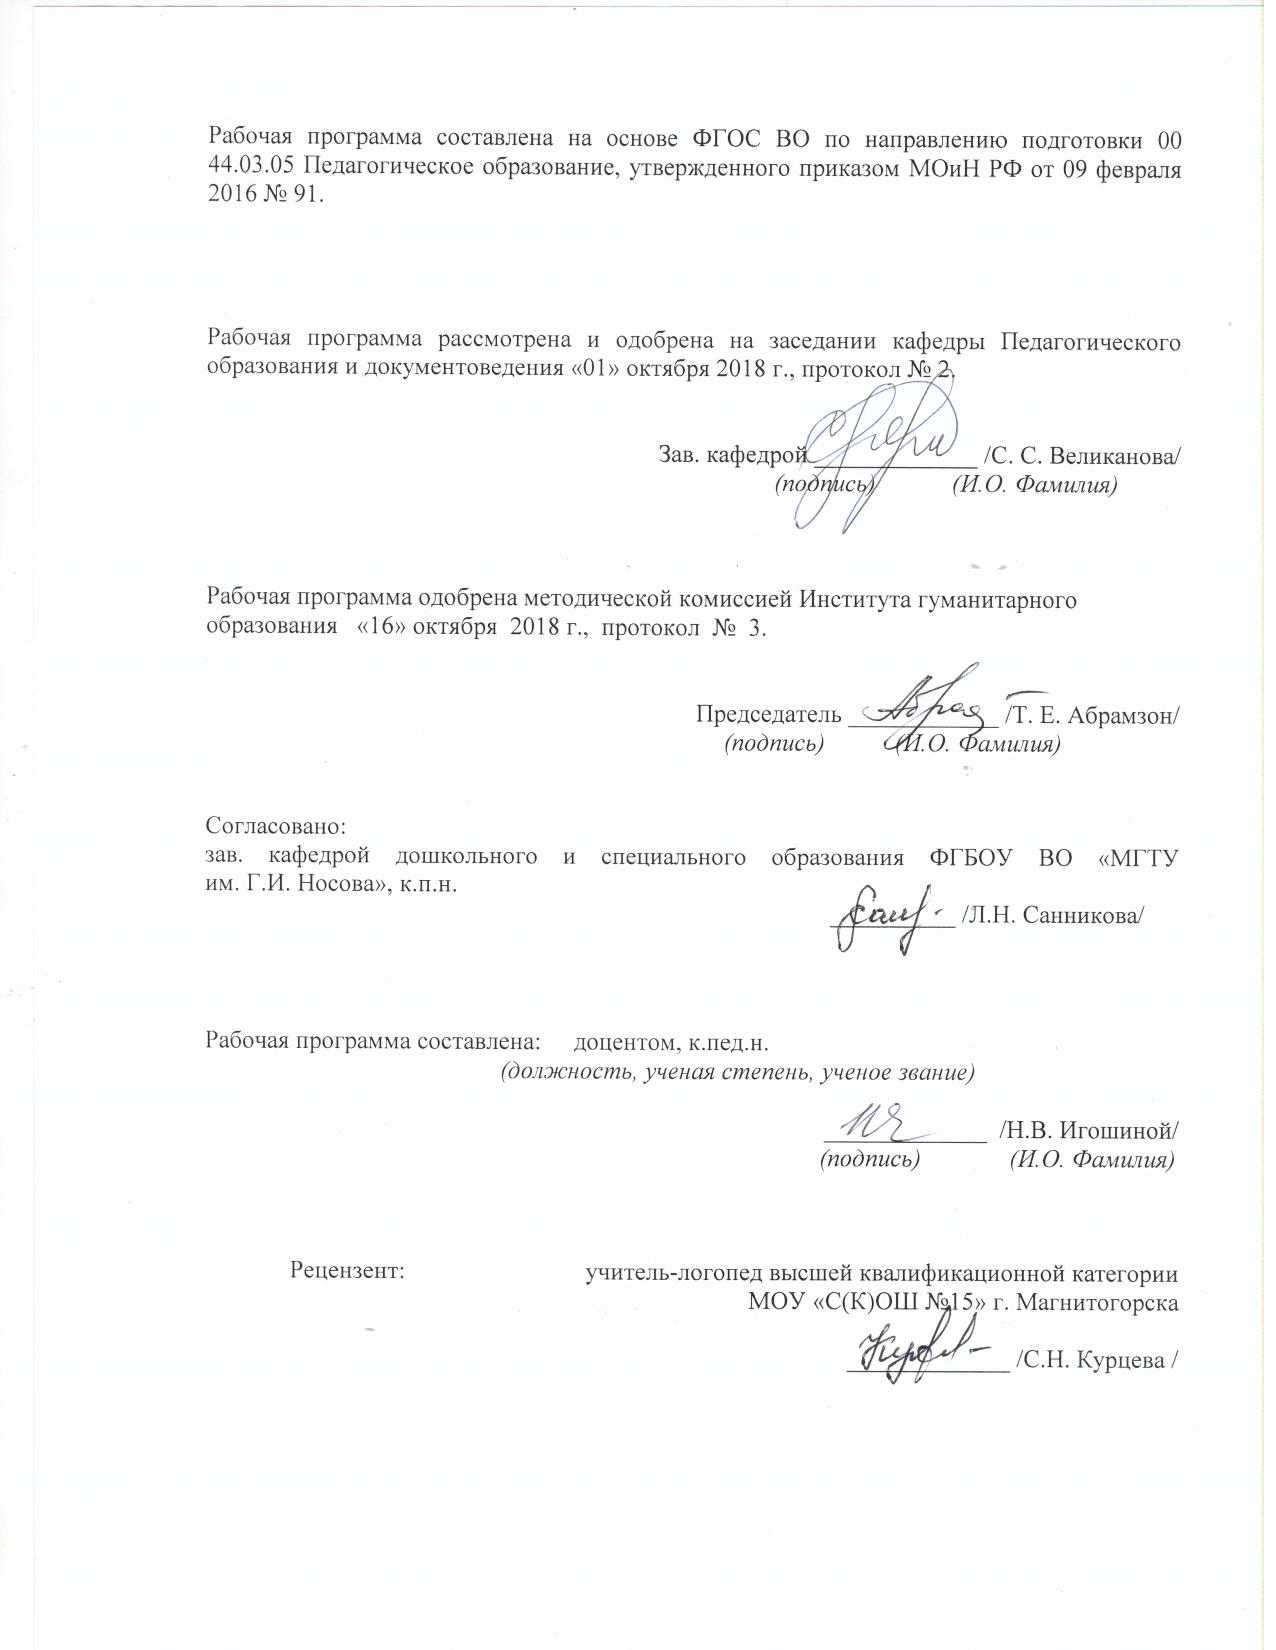 Рабочая программа составлена на основе ФГОС ВО по направлению подготовки 00
44.03.05 Педагогическое образование, утвержденного приказом МОиН РФ от 09 февраля
2016 № 91.
Рабочая программа рассмотрена и одобрена на заседании кафедры Педагогического
образования и документоведения «01» октября 2018 г., протокол № 2.
Зав. кафедрой _____________ /С. С. Великанова/
(подпись) (И.О. Фамилия)
Рабочая программа одобрена методической комиссией Института гуманитарного
образования «16» октября 2018 г., протокол № 3.
Председатель ____________ /Т. Е. Абрамзон/
(подпись) (И.О. Фамилия)
Согласовано:
зав. кафедрой дошкольного и специального образования ФГБОУ ВО «МГТУ
им. Г.И. Носова», к.п.н.
__________ /Л.Н. Санникова/
Рабочая программа составлена: доцентом, к.пед.н.
(должность, ученая степень, ученое звание)
_____________ /Н.В. Игошиной/
(подпись) (И.О. Фамилия)
Рецензент: учитель-логопед высшей квалификационной категории
МОУ «С(К)ОШ №15» г. Магнитогорска
_____________ /С.Н. Курцева /